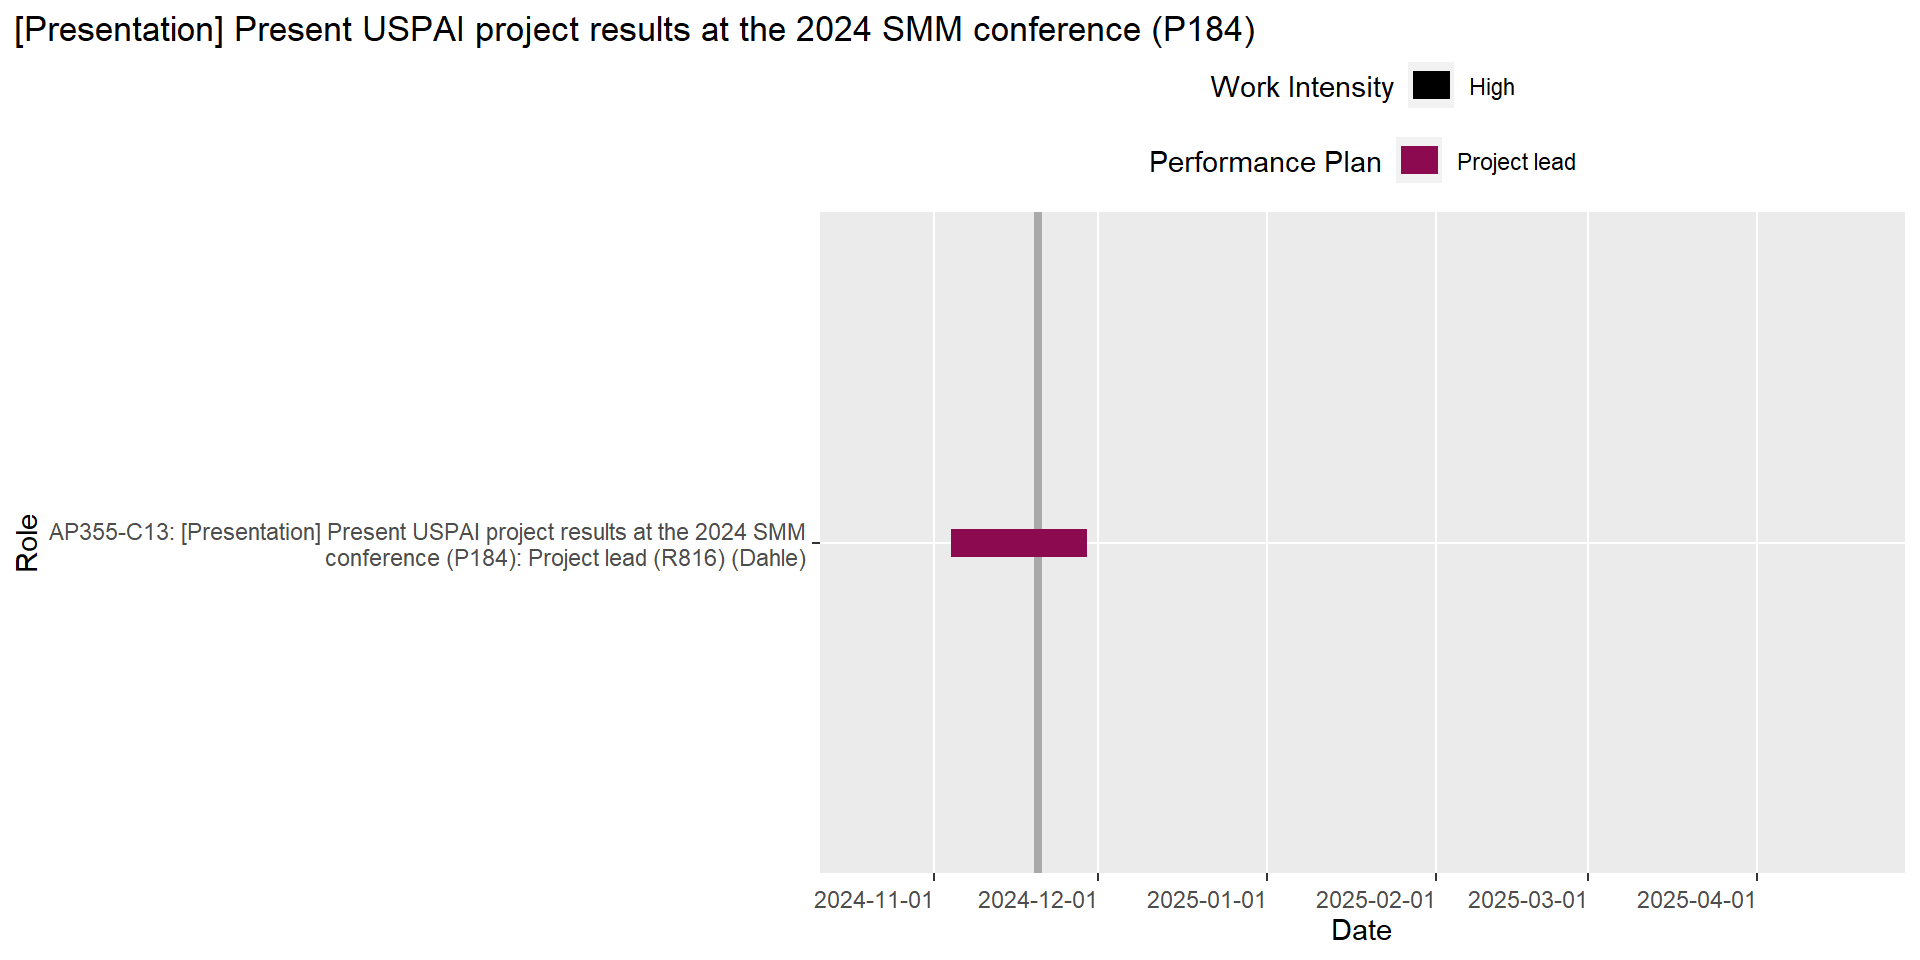 [Presentation] Present USPAI project results at the 2024 SMM conference (P184)
Work Intensity High
Performance Plan Project lead
Role
AP355-C13: [Presentation] Present USPAI project results at the 2024 SMM
conference (P184): Project lead (R816) (Dahle)
2024-11-01 2024-12-01 2025-01-01 2025-02-01 2025-03-01 2025-04-01
Date